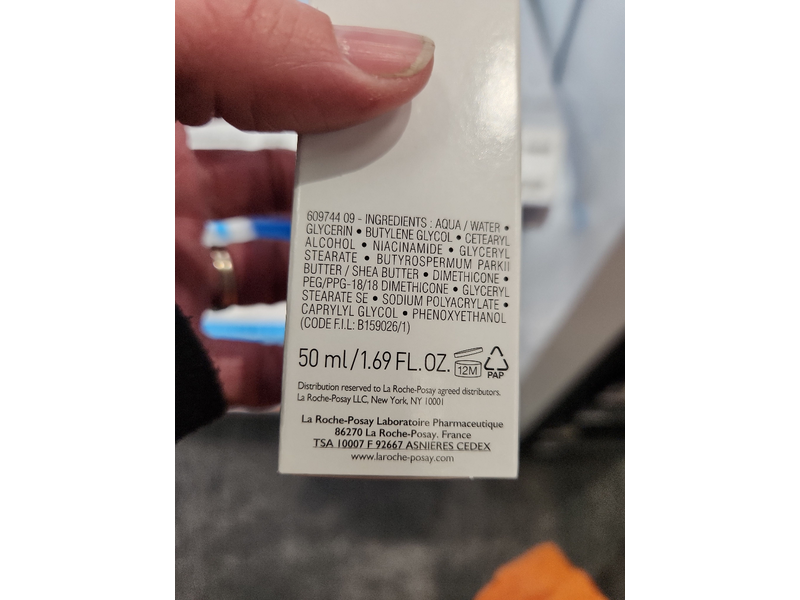 609744 09 - INGREDIENTS : AQUA / WATER •
GLYCERIN • BUTYLENE GLYCOL • CETEARYL
ALCOHOL • NIACINAMIDE • GLYCERYL
STEARATE • BUTYROSPERMUM PARKII
BUTTER / SHEA BUTTER • DIMETHICONE •
PEG/PPG-18/18 DIMETHICONE • GLYCERYL
STEARATE SE • SODIUM POLYACRYLATE •
CAPRYLYL GLYCOL • PHENOXYETHANOL
(CODE F.I.L: B159026/1)
50 ml/1.69 FL.OZ. 12M PAP
Distribution reserved to La Roche-Posay agreed distributors.
La Roche-Posay LLC, New York, NY 10001
La Roche-Posay Laboratoire Pharmaceutique
86270 La Roche-Posay. France
TSA 10007 F 92667 ASNIÈRES CEDEX
www.laroche-posay.com